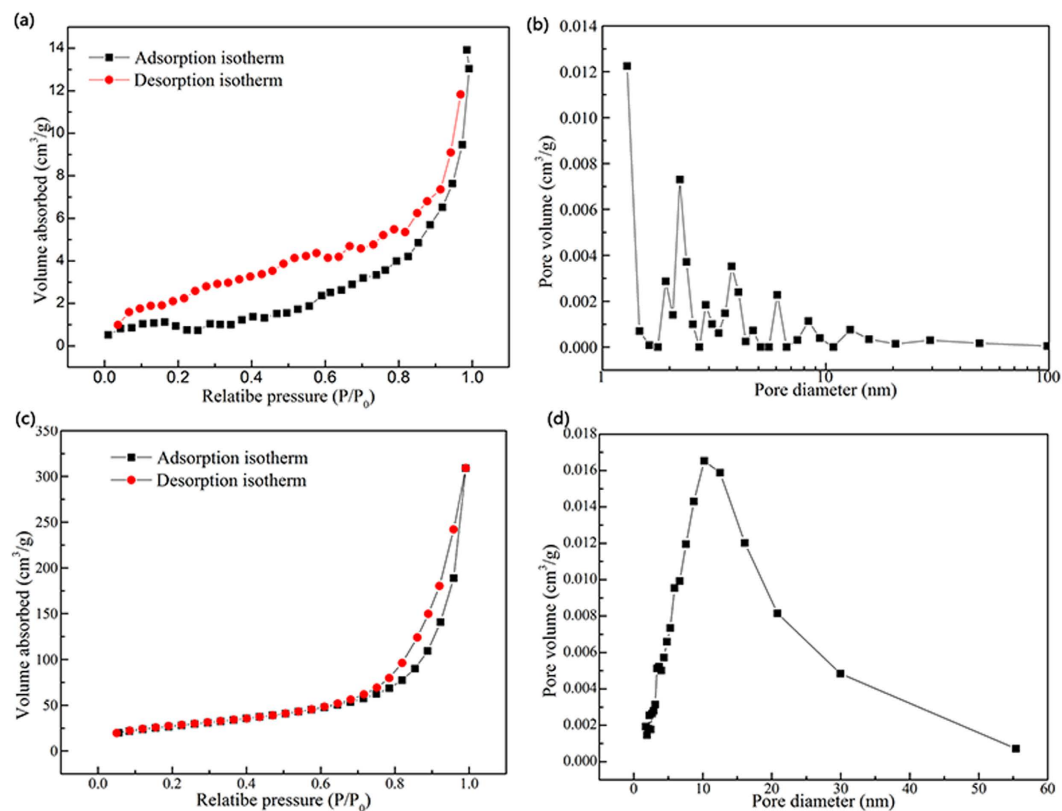 (a)
Adsorption isotherm
Desorption isotherm
Volume absorbed (cm³/g)
14
12
10
8
6
4
2
0
0.0 0.2 0.4 0.6 0.8 1.0
Relatibe pressure (P/P₀)
(b)
Pore volume (cm³/g)
0.014
0.012
0.010
0.008
0.006
0.004
0.002
0.000
1 10 100
Pore diameter (nm)
(c)
Adsorption isotherm
Desorption isotherm
Volume absorbed (cm³/g)
350
300
250
200
150
100
50
0
0.0 0.2 0.4 0.6 0.8 1.0
Relatibe pressure (P/P₀)
(d)
Pore volume (cm³/g)
0.018
0.016
0.014
0.012
0.010
0.008
0.006
0.004
0.002
0.000
0 10 20 30 40 50 60
Pore diameter (nm)